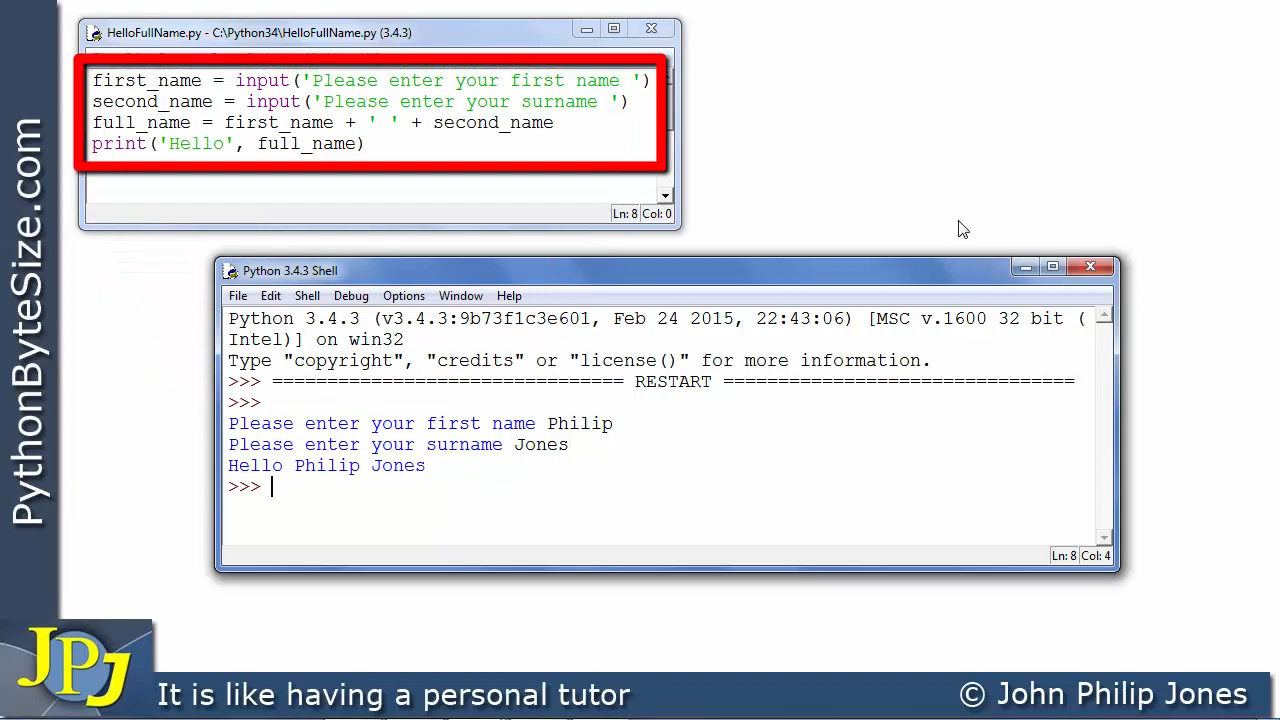 PythonByteSize.com
HelloFullName.py - C:\Python34\HelloFullName.py (3.4.3)
first_name = input('Please enter your first name ')
second_name = input('Please enter your surname ')
full_name = first_name + ' ' + second_name
print('Hello', full_name)
Ln: 8 Col: 0
Python 3.4.3 Shell
File Edit Shell Debug Options Window Help
Python 3.4.3 (v3.4.3:9b73f1c3e601, Feb 24 2015, 22:43:06) [MSC v.1600 32 bit (
Intel)] on win32
Type "copyright", "credits" or "license()" for more information.
>>> ================================ RESTART ================================
>>>
Please enter your first name Philip
Please enter your surname Jones
Hello Philip Jones
>>>
Ln: 8 Col: 4
JPJ
It is like having a personal tutor
© John Philip Jones